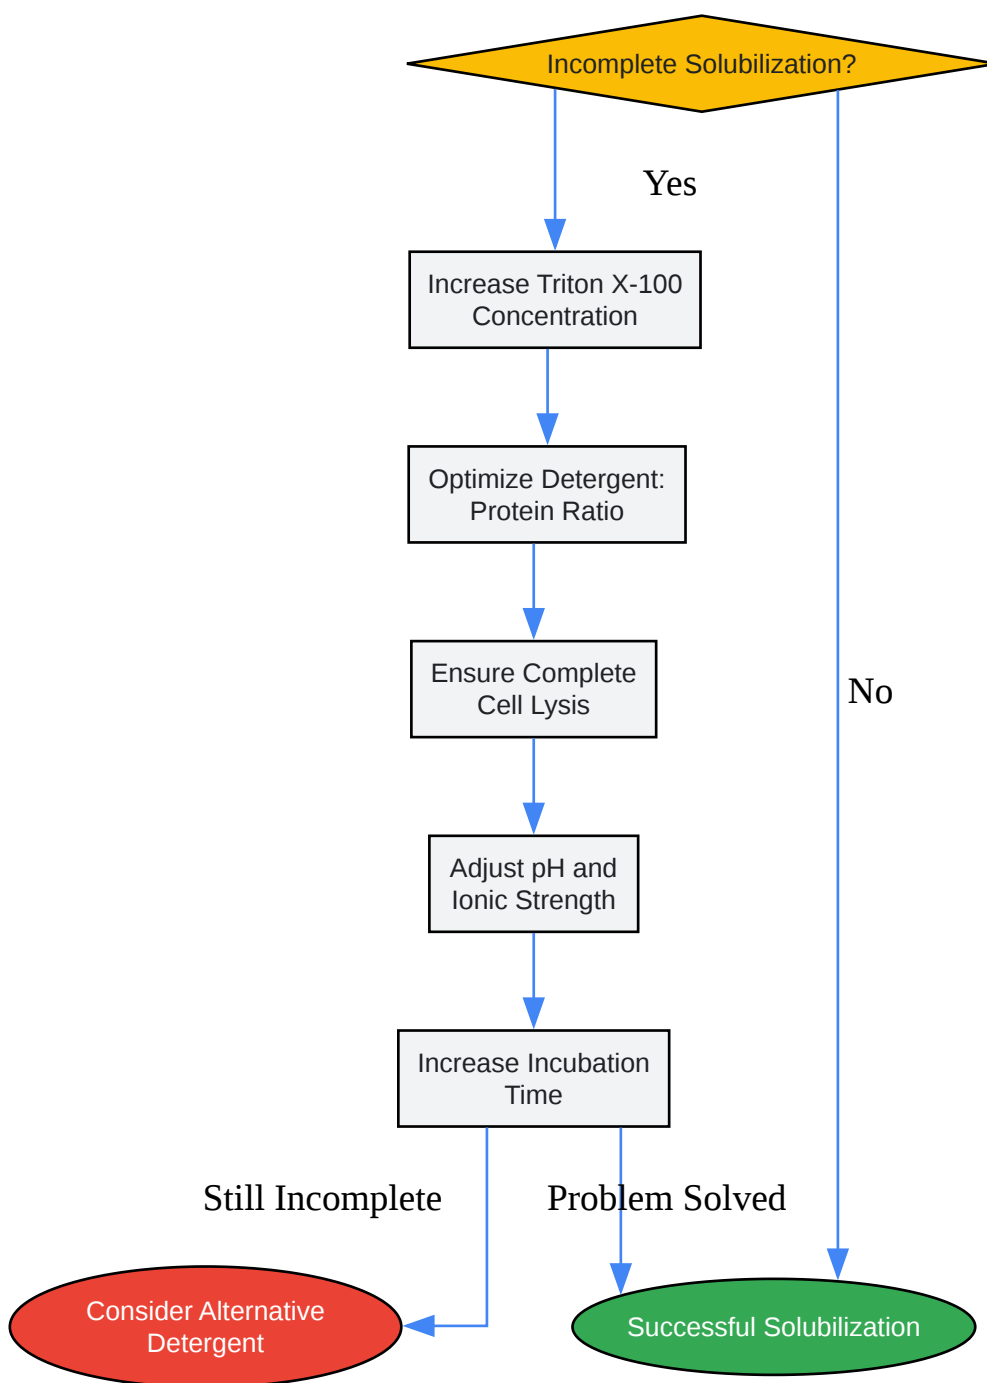 Incomplete Solubilization?
Yes
Increase Triton X-100
Concentration
Optimize Detergent:
Protein Ratio
Ensure Complete
Cell Lysis
No
Adjust pH and
Ionic Strength
Increase Incubation
Time
Still Incomplete
Problem Solved
Consider Alternative
Detergent
Successful Solubilization